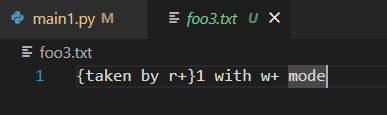 main1.py M foo3.txt U ×
foo3.txt
1 {taken by r+}1 with w+ mode